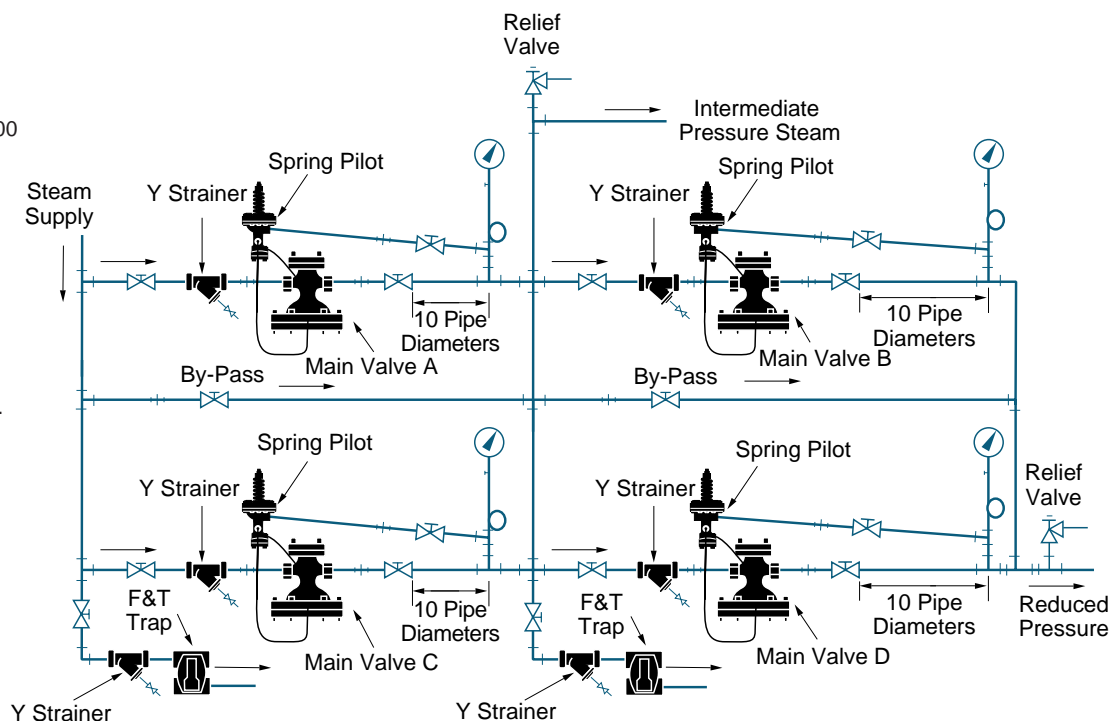 Relief
Valve
00
Intermediate
Pressure Steam
Spring Pilot
Spring Pilot
Steam
Supply
Y Strainer
Y Strainer
10 Pipe
Diameters
10 Pipe
Diameters
Main Valve A
Main Valve B
By-Pass
By-Pass
Spring Pilot
Spring Pilot
Y Strainer
Y Strainer
Relief
Valve
F&T
Trap
10 Pipe
Diameters
F&T
Trap
10 Pipe
Diameters
Reduced
Pressure
Main Valve C
Main Valve D
Y Strainer
Y Strainer